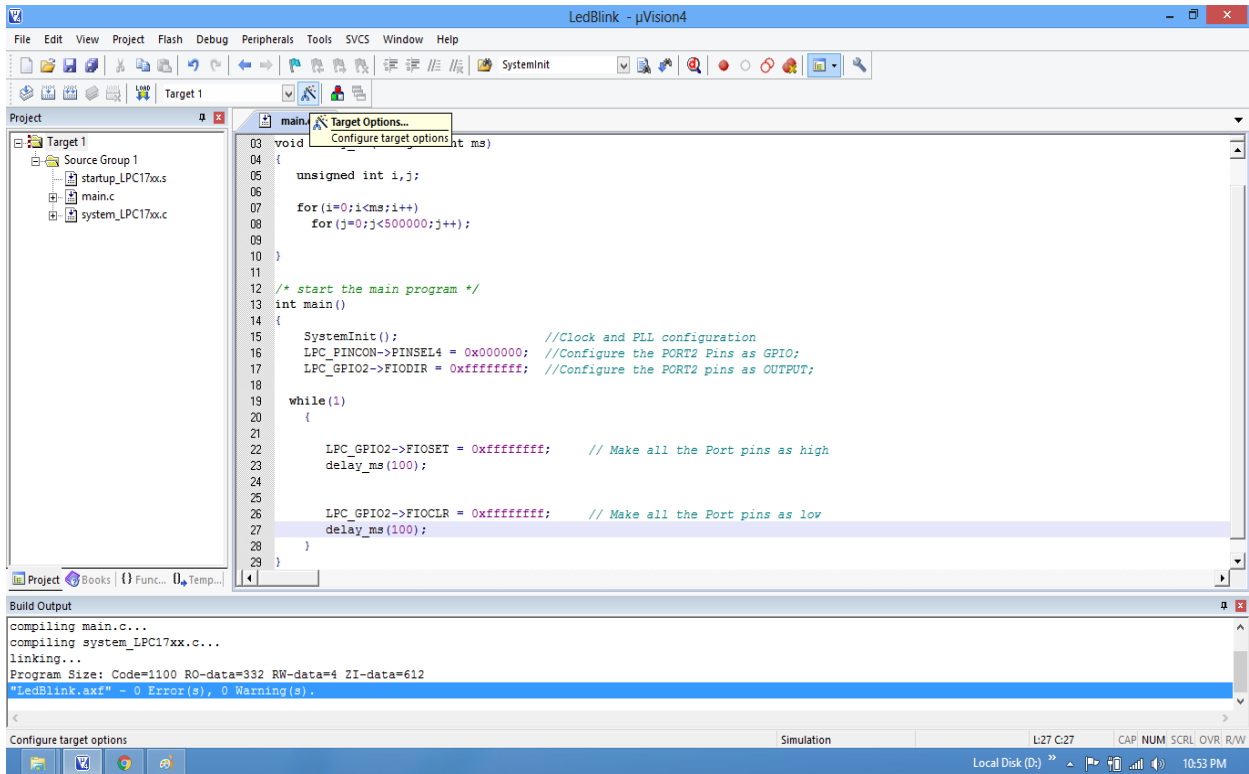 LedBlink - µVision4
File Edit View Project Flash Debug Peripherals Tools SVCS Window Help
SystemInit
LOAD Target 1
Project
main.
Target Options...
Configure target options
Target 1
Source Group 1
startup_LPC17xx.s
main.c
system_LPC17xx.c
03 void nt ms)
04 {
05 unsigned int i,j;
06
07 for(i=0;i<ms;i++)
08 for(j=0;j<500000;j++);
09
10 }
11
12 /* start the main program */
13 int main()
14 {
15 SystemInit(); //Clock and PLL configuration
16 LPC_PINCON->PINSEL4 = 0x000000; //Configure the PORT2 Pins as GPIO;
17 LPC_GPIO2->FIODIR = 0xffffffff; //Configure the PORT2 pins as OUTPUT;
18
19 while(1)
20 {
21
22 LPC_GPIO2->FIOSET = 0xffffffff; // Make all the Port pins as high
23 delay_ms(100);
24
25
26 LPC_GPIO2->FIOCLR = 0xffffffff; // Make all the Port pins as low
27 delay_ms(100);
28 }
29 }
Project Books {} Func... Temp...
Build Output
compiling main.c...
compiling system_LPC17xx.c...
linking...
Program Size: Code=1100 RO-data=332 RW-data=4 ZI-data=612
"LedBlink.axf" - 0 Error(s), 0 Warning(s).
Configure target options Simulation L:27 C:27 CAP NUM SCRL OVR R/W
Local Disk (D:) 10:53 PM